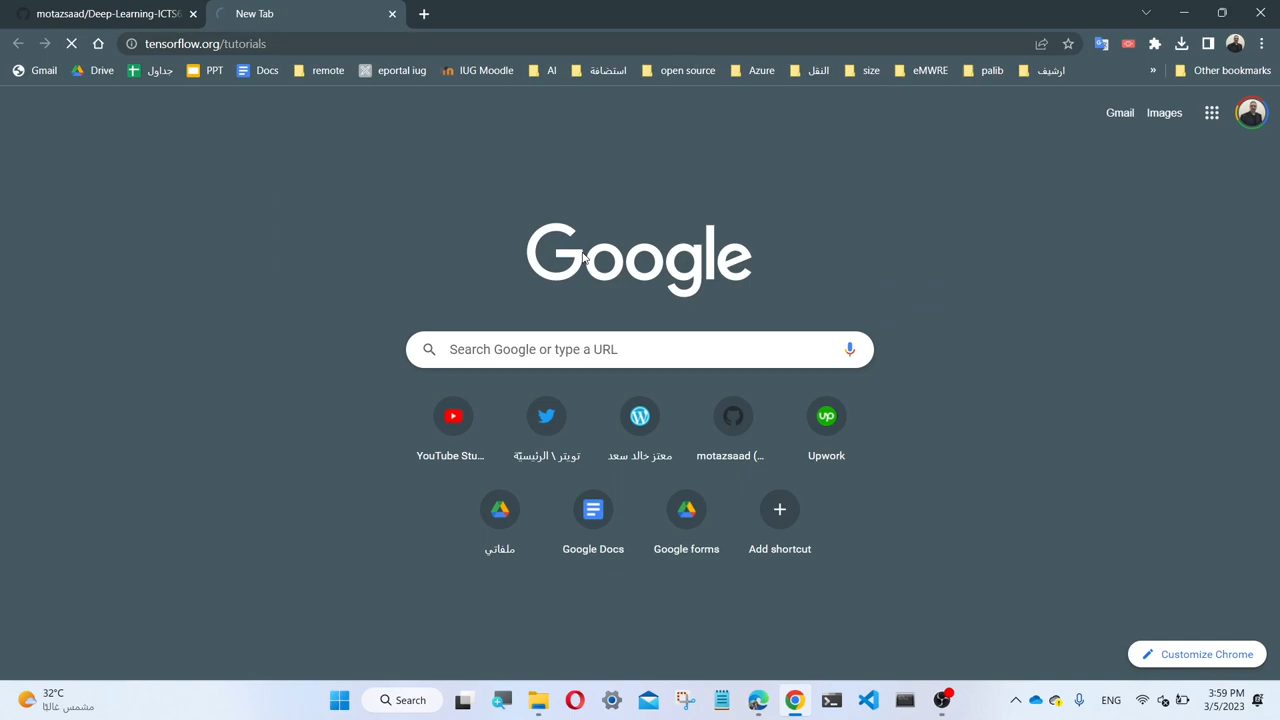 motazsaad/Deep-Learning-ICTS6
New Tab
tensorflow.org/tutorials
Gmail
Drive
جداول
PPT
Docs
remote
eportal iug
IUG Moodle
AI
استضافة
open source
Azure
النقل
size
eMWRE
palib
ارشيف
»
Other bookmarks
Gmail
Images
Google
Search Google or type a URL
YouTube Stu...
تويتر \ الرئيسيّة
معتز خالد سعد
motazsaad (...
up
Upwork
ملفاتي
Google Docs
Google forms
Add shortcut
Customize Chrome
32°C
مشمس غالبًا
Search
ENG
3:59 PM
3/5/2023